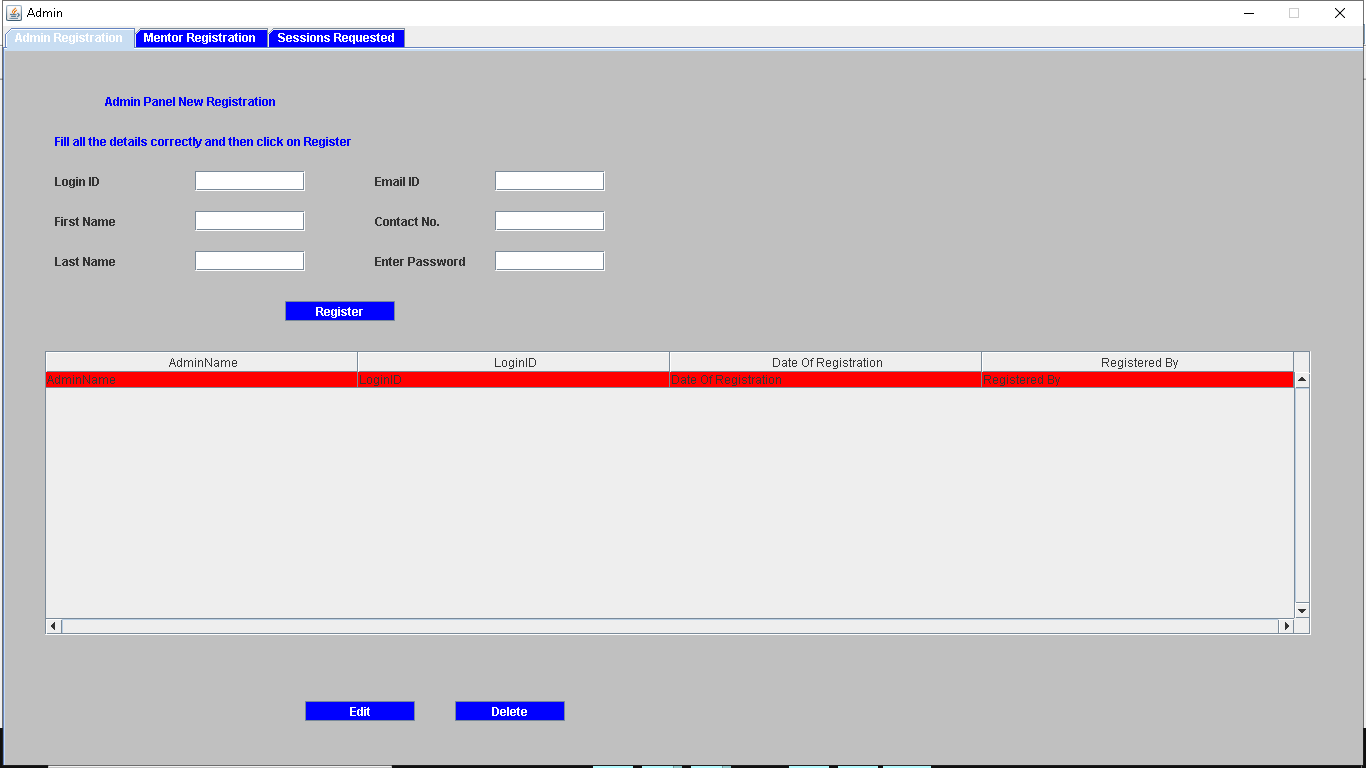 Admin
Admin Registration Mentor Registration Sessions Requested
Admin Panel New Registration
Fill all the details correctly and then click on Register
Login ID Email ID
First Name Contact No.
Last Name Enter Password
Register
AdminName LoginID Date Of Registration Registered By
AdminName LoginID Date Of Registration Registered By
Edit Delete